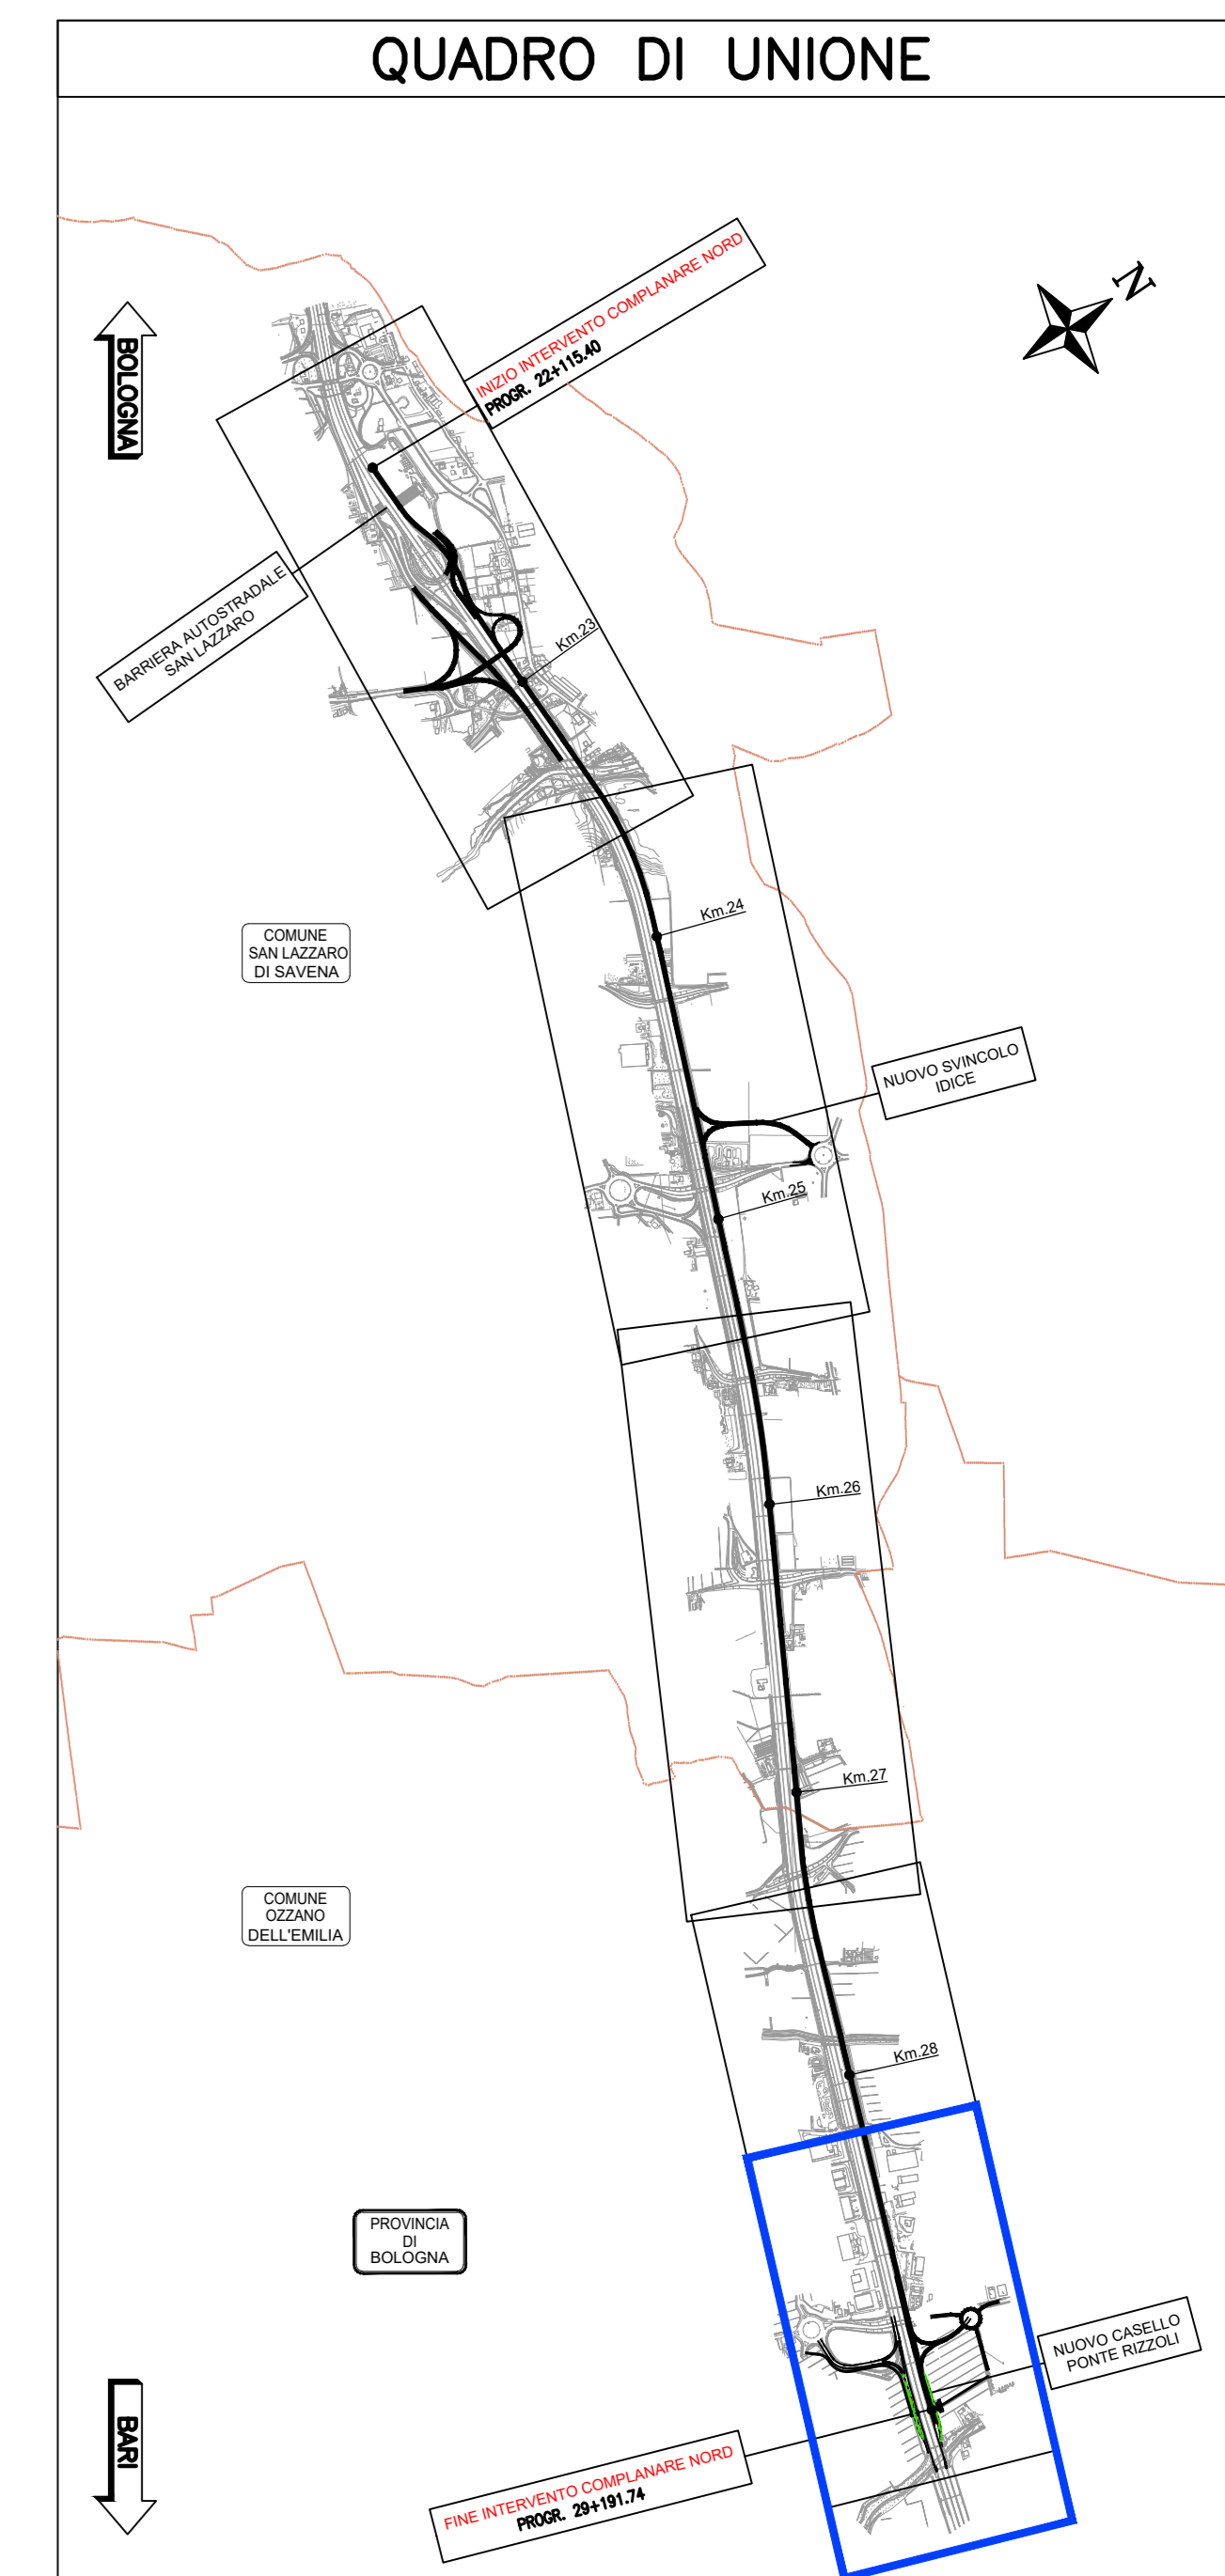 QUADRO DI UNIONE
N
BOLOGNA
INIZIO INTERVENTO COMPLANARE NORD
PROGR. 22+115.40
BARRIERA AUTOSTRADALE
SAN LAZZARO
Km.23
COMUNE
SAN LAZZARO
DI SAVENA
Km.24
NUOVO SVINCOLO
IDICE
Km.25
Km.26
Km.27
COMUNE
OZZANO
DELL'EMILIA
Km.28
PROVINCIA
DI
BOLOGNA
NUOVO CASELLO
PONTE RIZZOLI
BARI
FINE INTERVENTO COMPLANARE NORD
PROGR. 29+191.74